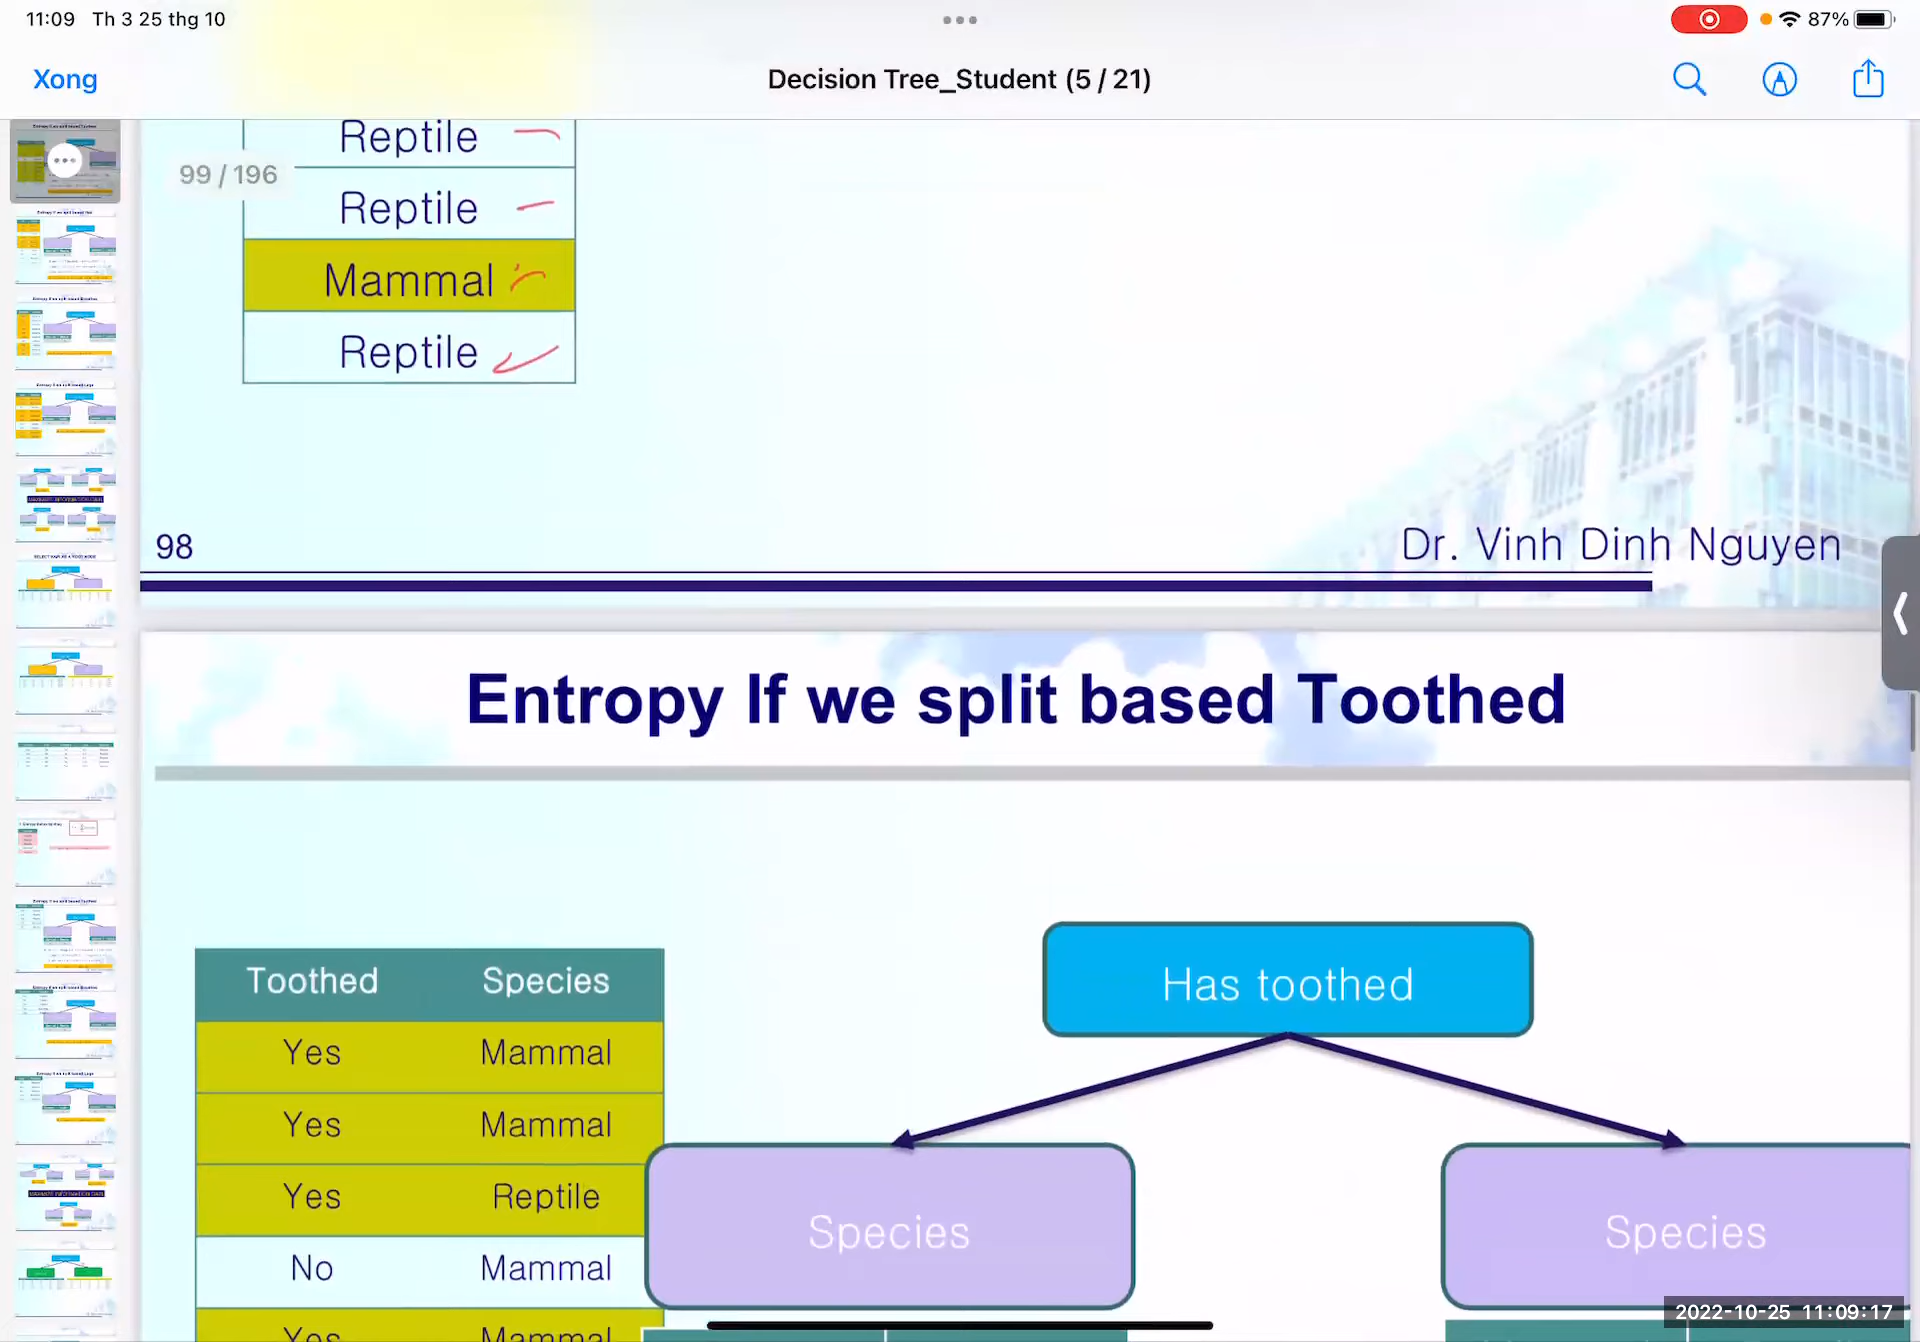 11:09 Th 3 25 thg 10
87%
Xong
Decision Tree_Student (5 / 21)
99 / 196
Reptile
Reptile
Mammal
Reptile
98
Dr. Vinh Dinh Nguyen
Entropy If we split based Toothed
Has toothed
Toothed Species
Yes Mammal
Yes Mammal
Yes Reptile
No Mammal
Yes Mammal
Species
Species
2022-10-25 11:09:17